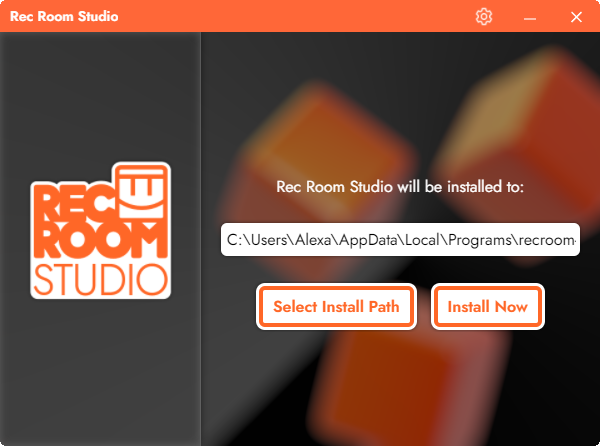 Rec Room Studio
REC
ROOM
STUDIO
Rec Room Studio will be installed to:
C:\Users\Alexa\AppData\Local\Programs\recroom-
Select Install Path
Install Now